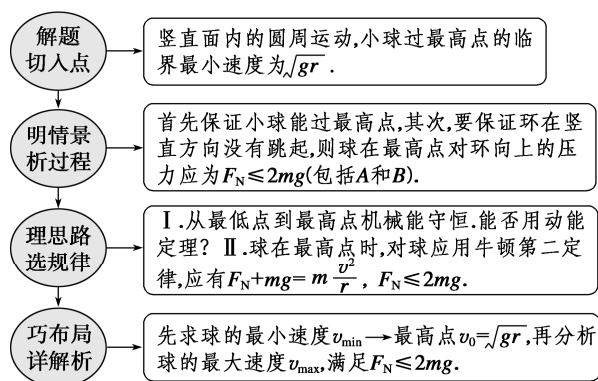 解题
切入点
竖直面内的圆周运动,小球过最高点的临
界最小速度为√gr.
明情景
析过程
首先保证小球能过最高点,其次,要保证环在竖
直方向没有跳起,则球在最高点对环向上的压
力应为F_N≤2mg(包括A和B).
理思路
选规律
Ⅰ.从最低点到最高点机械能守恒.能否用动能
定理? Ⅱ.球在最高点时,对球应用牛顿第二定
律,应有F_N+mg=m v²/r, F_N≤2mg.
巧布局
详解析
先求球的最小速度v_min→最高点v₀=√gr,再分析
球的最大速度v_max,满足F_N≤2mg.